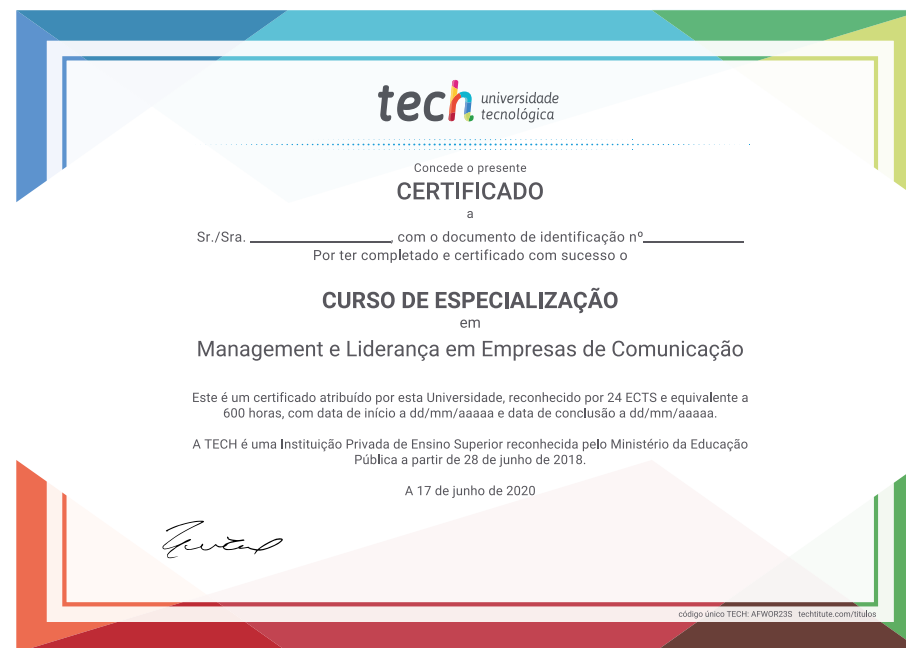 tech universidade
tecnológica
Concede o presente
CERTIFICADO
a
Sr./Sra. ____________________, com o documento de identificação nº______________
Por ter completado e certificado com sucesso o
CURSO DE ESPECIALIZAÇÃO
em
Management e Liderança em Empresas de Comunicação
Este é um certificado atribuído por esta Universidade, reconhecido por 24 ECTS e equivalente a
600 horas, com data de início a dd/mm/aaaaa e data de conclusão a dd/mm/aaaaa.
A TECH é uma Instituição Privada de Ensino Superior reconhecida pelo Ministério da Educação
Pública a partir de 28 de junho de 2018.
A 17 de junho de 2020
código único TECH: AFWOR23S techtitute.com/titulos